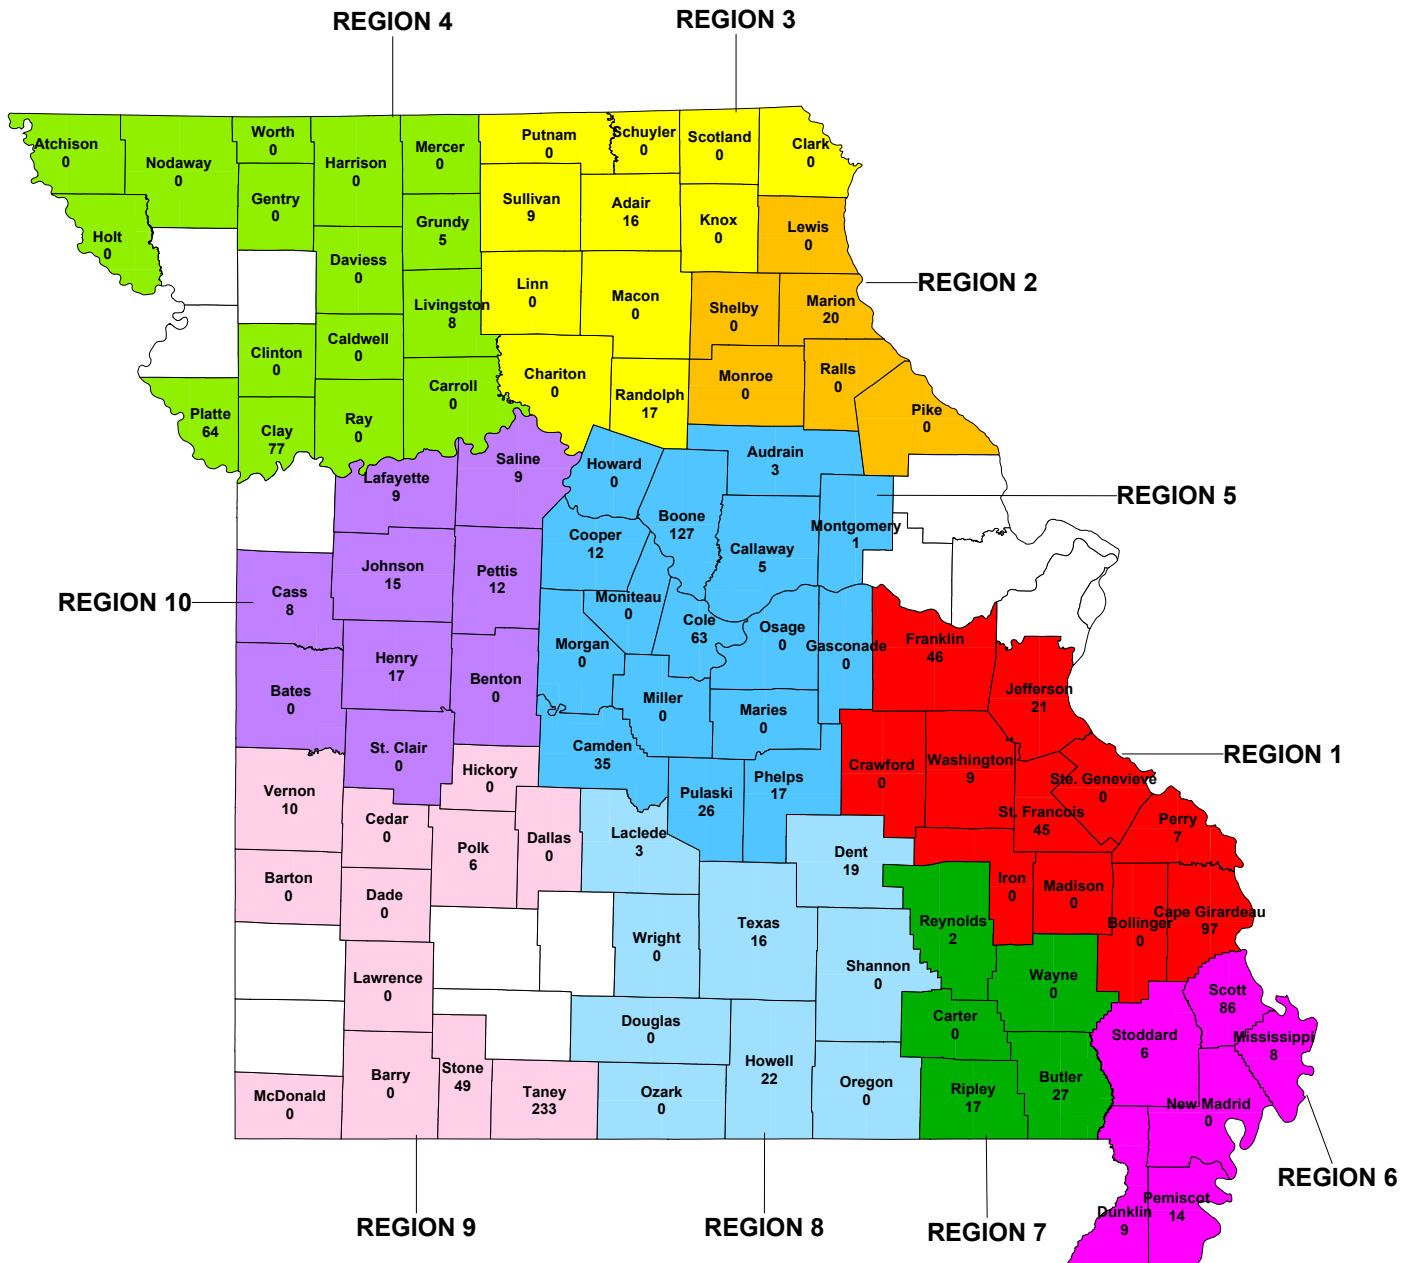 REGION 4
REGION 3
Atchison
0
Nodaway
0
Worth
0
Harrison
0
Mercer
0
Putnam
0
Schuyler
0
Scotland
0
Clark
0
Gentry
0
Holt
0
Grundy
5
Sullivan
9
Adair
16
Knox
0
Lewis
0
Daviess
0
Livingston
8
Linn
0
Macon
0
Shelby
0
Marion
20
REGION 2
Clinton
0
Caldwell
0
Carroll
0
Chariton
0
Randolph
17
Monroe
0
Ralls
0
Pike
0
Platte
64
Clay
77
Ray
0
Lafayette
9
Saline
9
Howard
0
Audrain
3
Boone
127
Montgomery
1
REGION 5
Cooper
12
Callaway
5
Johnson
15
Pettis
12
Cass
8
REGION 10
Moniteau
0
Cole
63
Osage
0
Gasconade
0
Franklin
46
Morgan
0
Henry
17
Benton
0
Bates
0
Miller
0
Maries
0
Jefferson
21
St. Clair
0
Camden
35
Hickory
0
Vernon
10
Pulaski
26
Phelps
17
Crawford
0
Washington
9
Ste. Genevieve
0
REGION 1
St. Francois
45
Perry
7
Cedar
0
Polk
6
Dallas
0
Laclede
3
Dent
19
Barton
0
Dade
0
Iron
0
Madison
0
Bollinger
0
Cape Girardeau
97
Reynolds
2
Wright
0
Texas
16
Shannon
0
Wayne
0
Lawrence
0
Scott
86
Douglas
0
Carter
0
Stoddard
6
Mississippi
8
Barry
0
Stone
49
Howell
22
McDonald
0
Taney
233
Ozark
0
Oregon
0
Ripley
17
Butler
27
New Madrid
0
REGION 6
Pemiscot
14
Dunklin
9
REGION 9
REGION 8
REGION 7